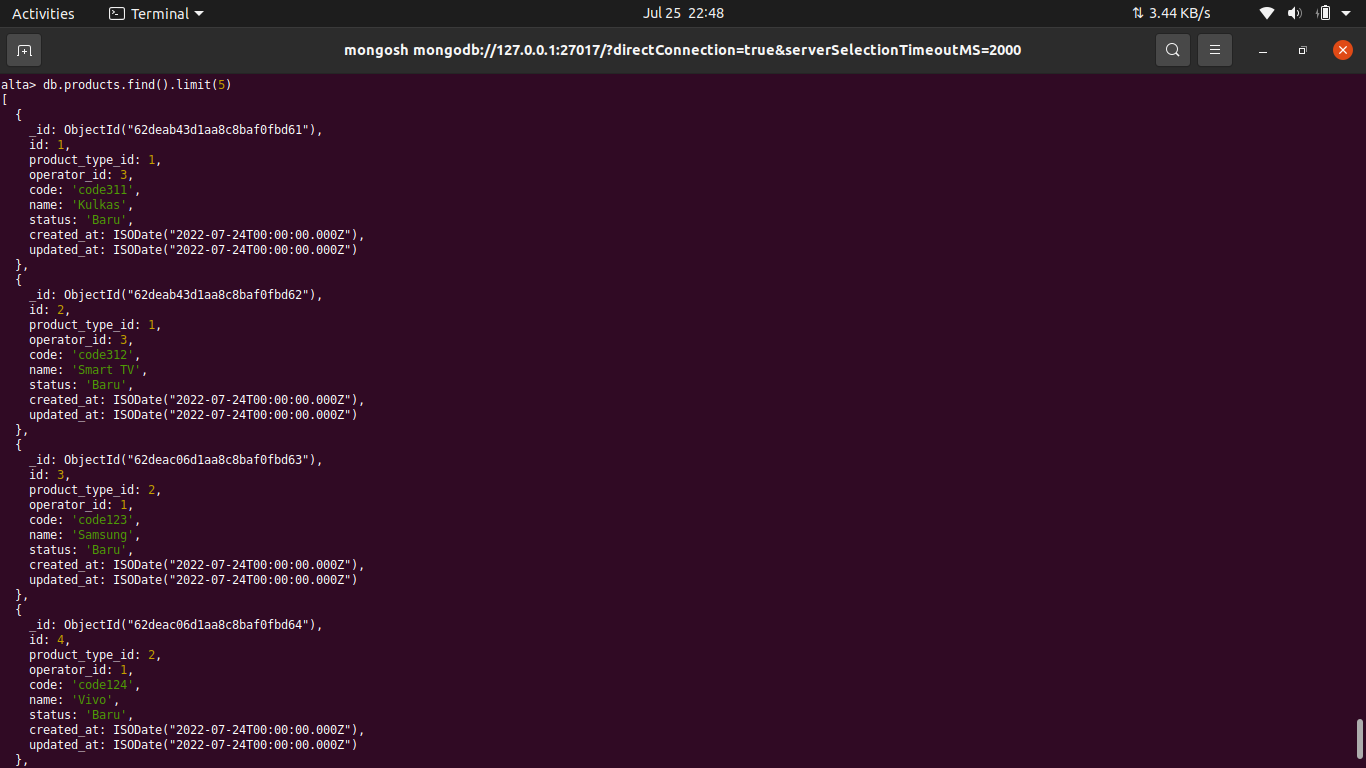 Activities Terminal Jul 25 22:48 3.44 KB/s
mongosh mongodb://127.0.0.1:27017/?directConnection=true&serverSelectionTimeoutMS=2000
alta> db.products.find().limit(5)
[
  {
    _id: ObjectId("62deab43d1aa8c8baf0fbd61"),
    id: 1,
    product_type_id: 1,
    operator_id: 3,
    code: 'code311',
    name: 'Kulkas',
    status: 'Baru',
    created_at: ISODate("2022-07-24T00:00:00.000Z"),
    updated_at: ISODate("2022-07-24T00:00:00.000Z")
  },
  {
    _id: ObjectId("62deab43d1aa8c8baf0fbd62"),
    id: 2,
    product_type_id: 1,
    operator_id: 3,
    code: 'code312',
    name: 'Smart TV',
    status: 'Baru',
    created_at: ISODate("2022-07-24T00:00:00.000Z"),
    updated_at: ISODate("2022-07-24T00:00:00.000Z")
  },
  {
    _id: ObjectId("62deac06d1aa8c8baf0fbd63"),
    id: 3,
    product_type_id: 2,
    operator_id: 1,
    code: 'code123',
    name: 'Samsung',
    status: 'Baru',
    created_at: ISODate("2022-07-24T00:00:00.000Z"),
    updated_at: ISODate("2022-07-24T00:00:00.000Z")
  },
  {
    _id: ObjectId("62deac06d1aa8c8baf0fbd64"),
    id: 4,
    product_type_id: 2,
    operator_id: 1,
    code: 'code124',
    name: 'Vivo',
    status: 'Baru',
    created_at: ISODate("2022-07-24T00:00:00.000Z"),
    updated_at: ISODate("2022-07-24T00:00:00.000Z")
  },